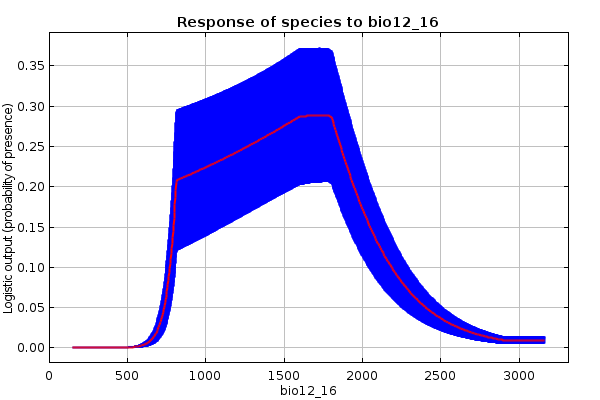 Response of species to bio12_16
Logistic output (probability of presence)
0.35
0.30
0.25
0.20
0.15
0.10
0.05
0.00
0 500 1000 1500 2000 2500 3000
bio12_16